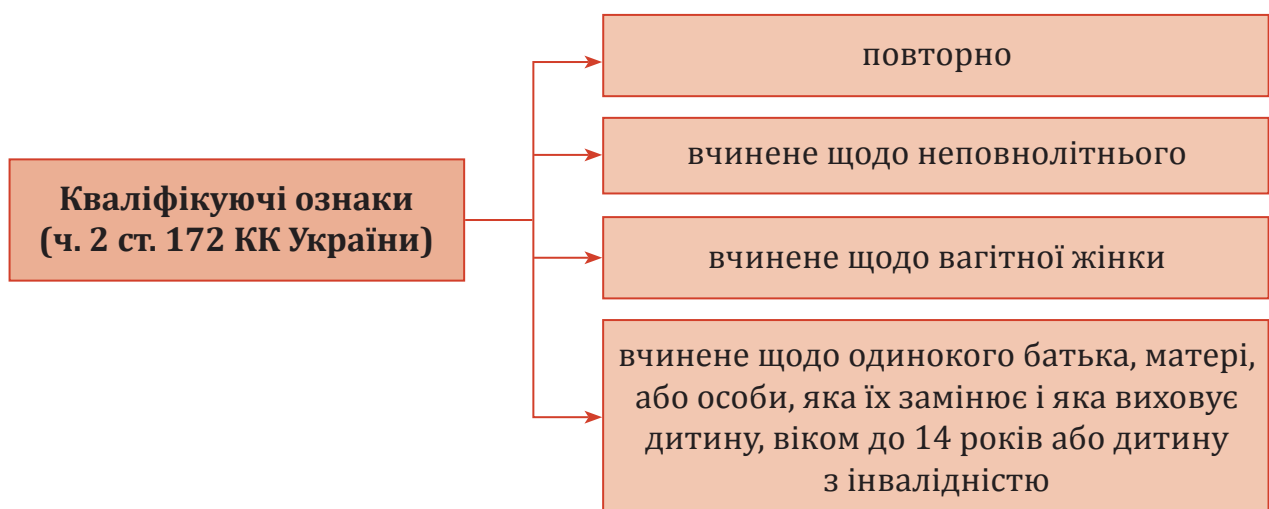 Кваліфікуючі ознаки
(ч. 2 ст. 172 КК України)
повторно
вчинене щодо неповнолітнього
вчинене щодо вагітної жінки
вчинене щодо одинокого батька, матері,
або особи, яка їх замінює і яка виховує
дитину, віком до 14 років або дитину
з інвалідністю